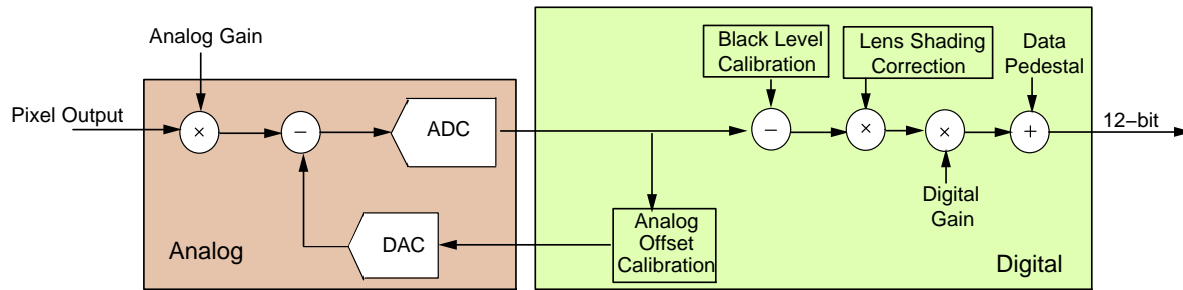 Analog Gain
Pixel Output
×
−
ADC
DAC
Analog
Black Level
Calibration
Lens Shading
Correction
Data
Pedestal
−
×
×
+
12−bit
Digital
Gain
Analog
Offset
Calibration
Digital